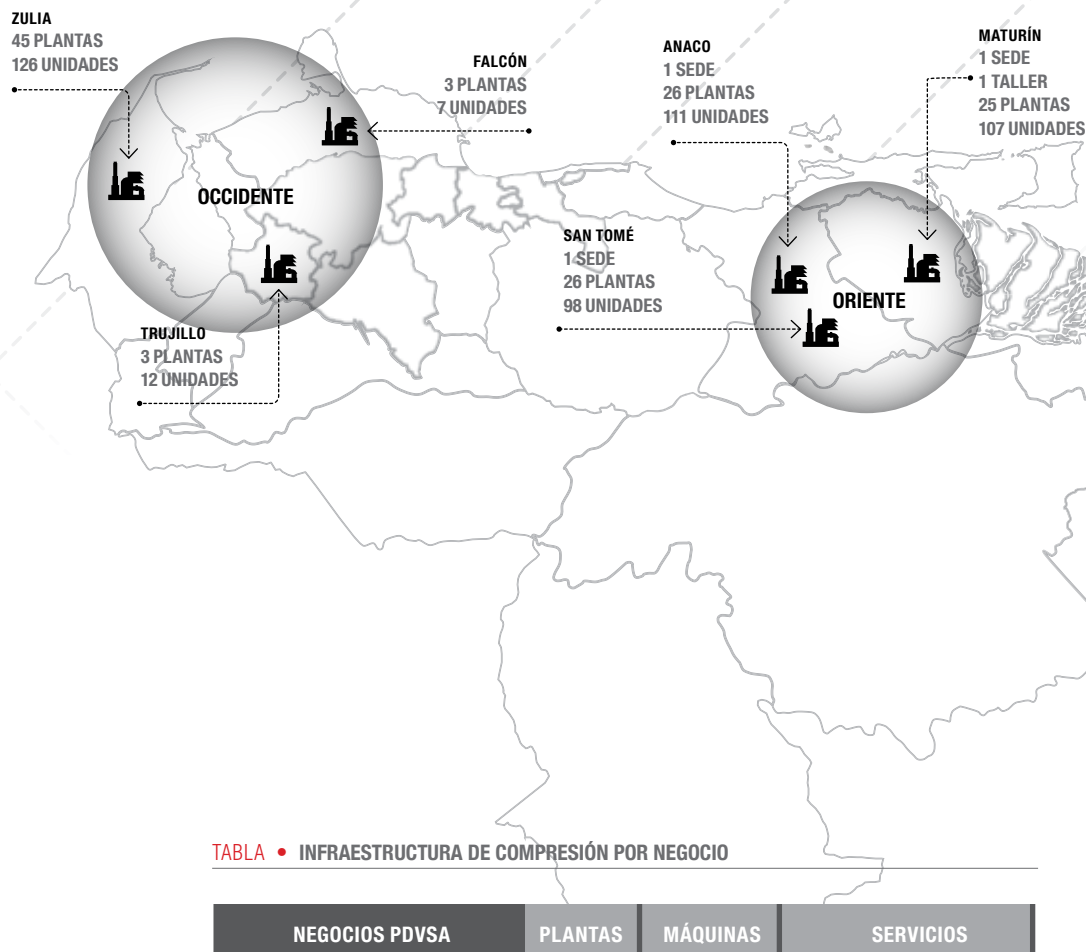 ZULIA
45 PLANTAS
126 UNIDADES
FALCÓN
3 PLANTAS
7 UNIDADES
ANACO
1 SEDE
26 PLANTAS
111 UNIDADES
MATURÍN
1 SEDE
1 TALLER
25 PLANTAS
107 UNIDADES
OCCIDENTE
SAN TOMÉ
1 SEDE
26 PLANTAS
98 UNIDADES
ORIENTE
TRUJILLO
3 PLANTAS
12 UNIDADES
TABLA • INFRAESTRUCTURA DE COMPRESIÓN POR NEGOCIO
NEGOCIOS PDVSA PLANTAS MÁQUINAS SERVICIOS